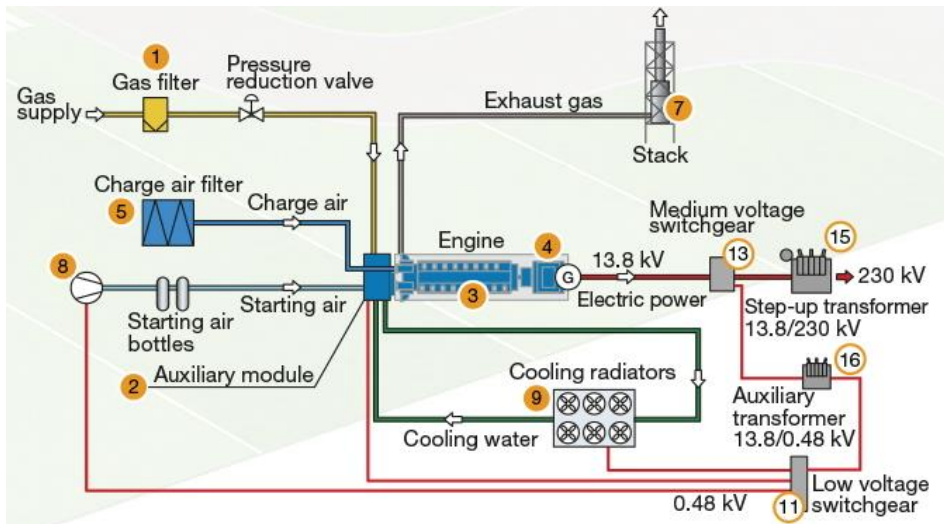 1
Gas filter
Pressure
reduction valve
Gas
supply
Exhaust gas
7
Stack
Charge air filter
5
Charge air
Engine
4
Medium voltage
switchgear
13
15
8
3
G
13.8 kV
Electric power
230 kV
Starting air
bottles
Starting air
Step-up transformer
13.8/230 kV
2
Auxiliary module
9
Cooling radiators
16
Auxiliary
transformer
13.8/0.48 kV
Cooling water
0.48 kV
11
Low voltage
switchgear